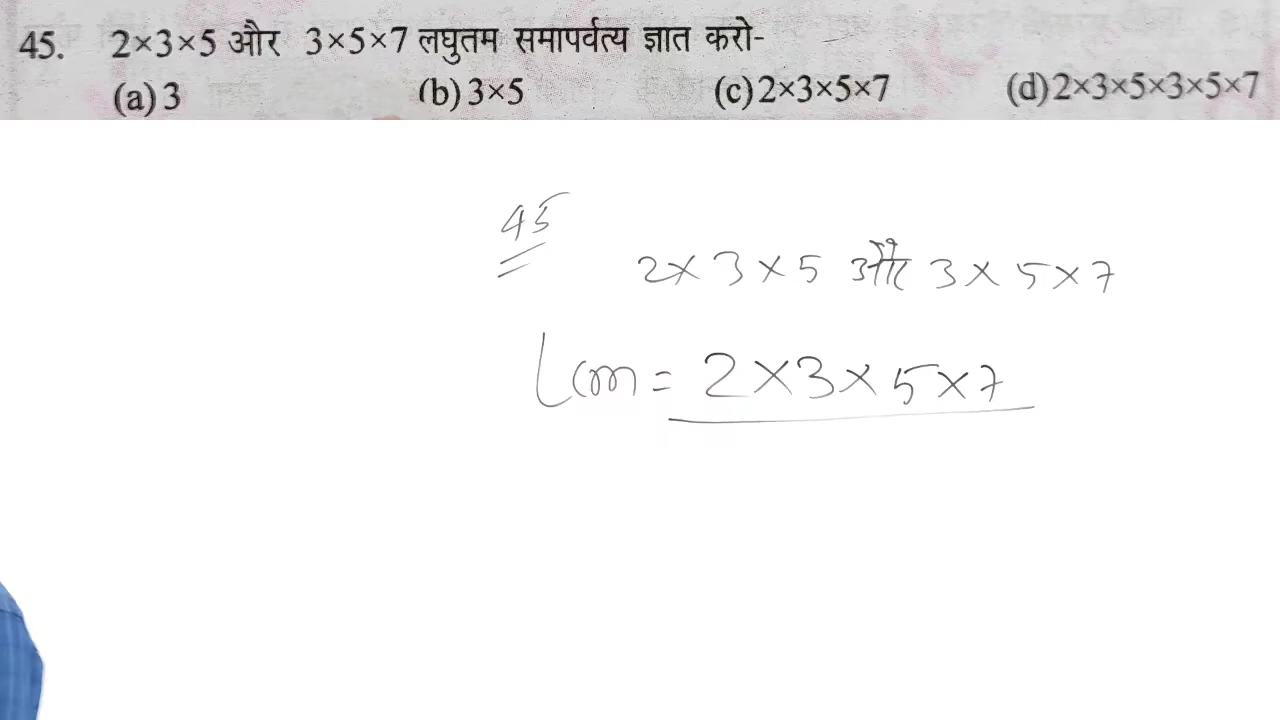 45. 2×3×5 और 3×5×7 लघुतम समापर्वत्य ज्ञात करो-
(a) 3 (b) 3×5 (c) 2×3×5×7 (d) 2×3×5×3×5×7
45
2×3×5 और 3×5×7
Lcm = 2×3×5×7